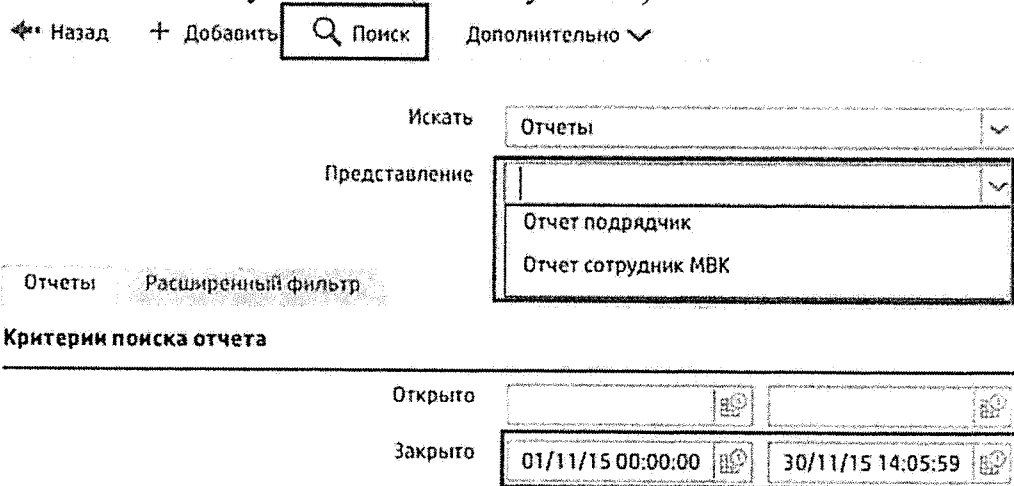 Назад + Добавить Поиск Дополнительно
Искать Отчеты
Представление
Отчет подрядчик
Отчет сотрудник МВК
Отчеты Расширенный фильтр
Критерии поиска отчета
Открыто
Закрыто 01/11/15 00:00:00 30/11/15 14:05:59